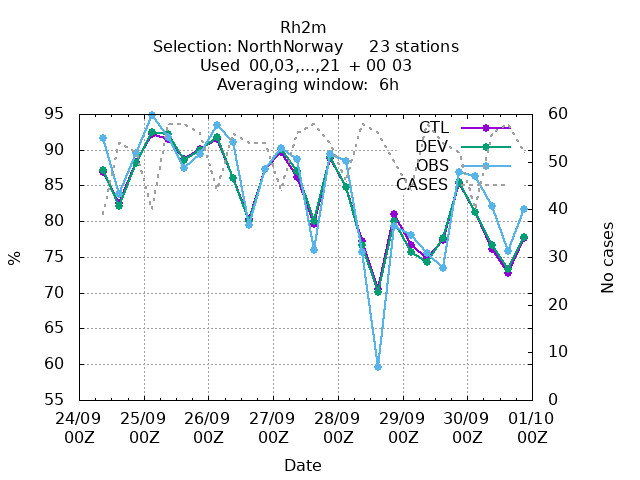 Rh2m
Selection: NorthNorway     23 stations
Used  00,03,...,21  + 00 03
Averaging window:  6h
CTL
DEV
OBS
CASES
95
90
85
80
75
70
65
60
55
%
60
50
40
30
20
10
0
No cases
24/09 25/09 26/09 27/09 28/09 29/09 30/09 01/10
00Z 00Z 00Z 00Z 00Z 00Z 00Z 00Z
Date